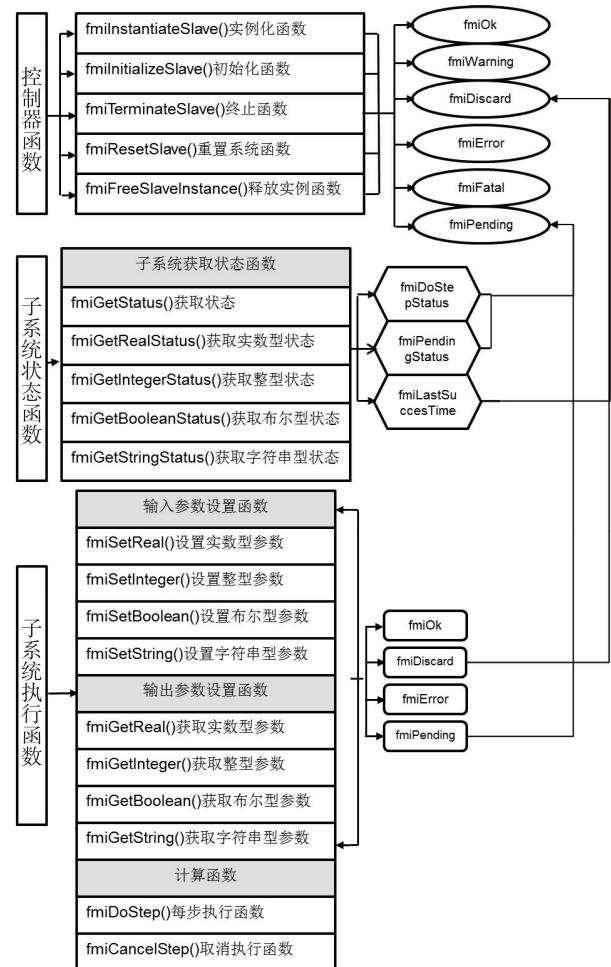 控制器函数
fmiInstantiateSlave()实例化函数
fmiInitializeSlave()初始化函数
fmiTerminateSlave()终止函数
fmiResetSlave()重置系统函数
fmiFreeSlaveInstance()释放实例函数
fmiOk
fmiWarning
fmiDiscard
fmiError
fmiFatal
fmiPending
子系统状态函数
子系统获取状态函数
fmiGetStatus()获取状态
fmiGetRealStatus()获取实数型状态
fmiGetIntegerStatus()获取整型状态
fmiGetBooleanStatus()获取布尔型状态
fmiGetStringStatus()获取字符串型状态
fmiDoSte
pStatus
fmiPendin
gStatus
fmiLastSu
ccesTime
子系统执行函数
输入参数设置函数
fmiSetReal()设置实数型参数
fmiSetInteger()设置整型参数
fmiSetBoolean()设置布尔型参数
fmiSetString()设置字符串型参数
输出参数设置函数
fmiGetReal()获取实数型参数
fmiGetInteger()获取整型参数
fmiGetBoolean()获取布尔型参数
fmiGetString()获取字符串型参数
计算函数
fmiDoStep()每步执行函数
fmiCancelStep()取消执行函数
fmiOk
fmiDiscard
fmiError
fmiPending